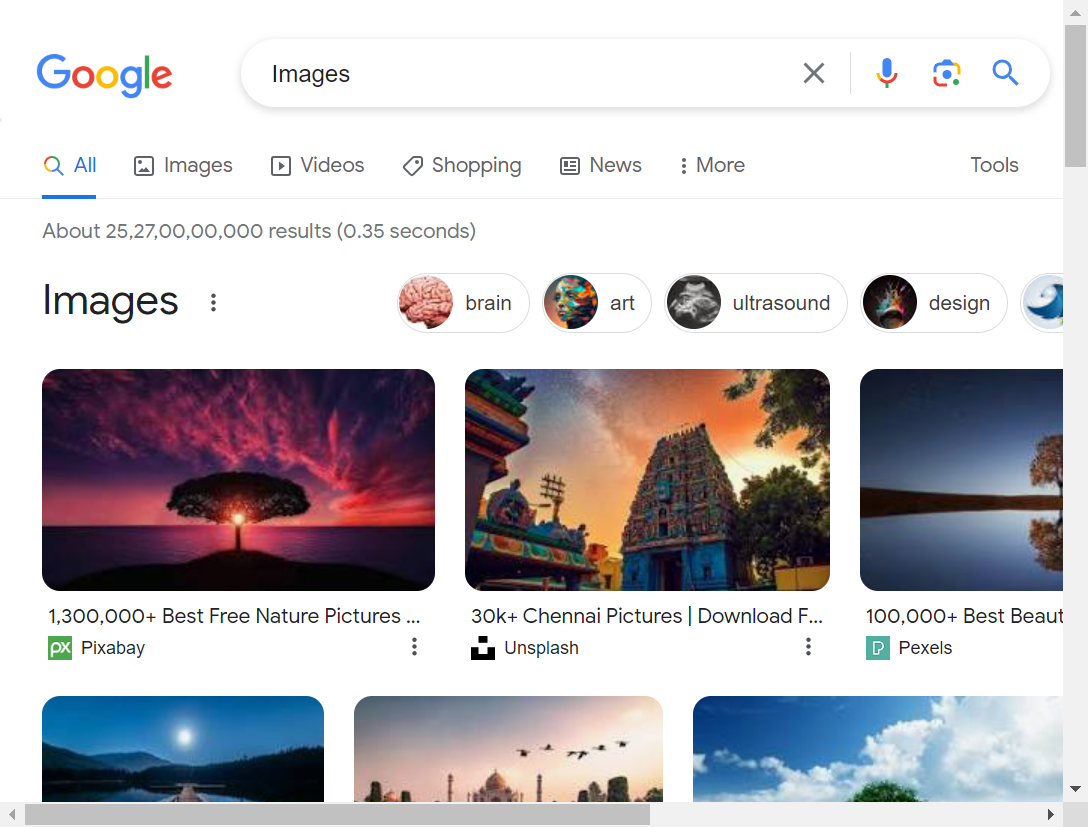 Google
Images
All Images Videos Shopping News More Tools
About 25,27,00,00,000 results (0.35 seconds)
Images brain art ultrasound design
1,300,000+ Best Free Nature Pictures ... 30k+ Chennai Pictures | Download F... 100,000+ Best Beaut
px Pixabay Unsplash P Pexels